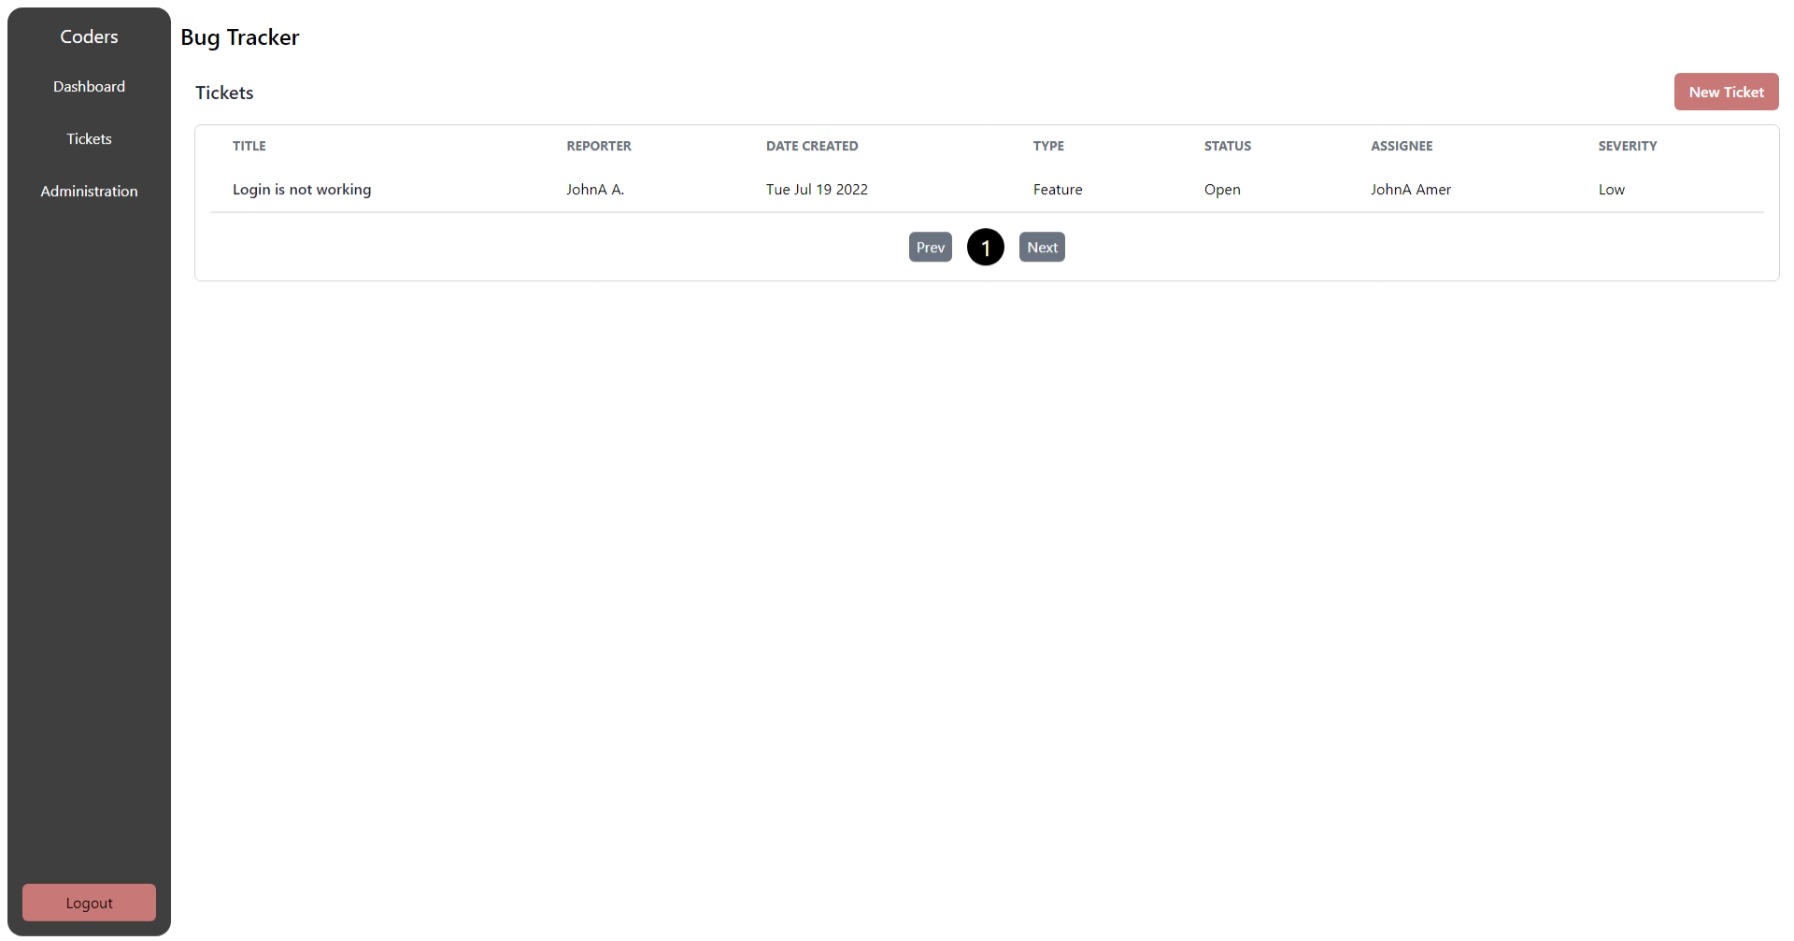 Coders
Dashboard
Tickets
Administration
Logout
Bug Tracker
Tickets
New Ticket
TITLE REPORTER DATE CREATED TYPE STATUS ASSIGNEE SEVERITY
Login is not working JohnA A. Tue Jul 19 2022 Feature Open JohnA Amer Low
Prev 1 Next